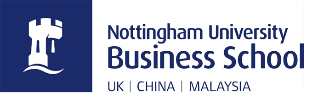 Nottingham University
Business School
UK | CHINA | MALAYSIA